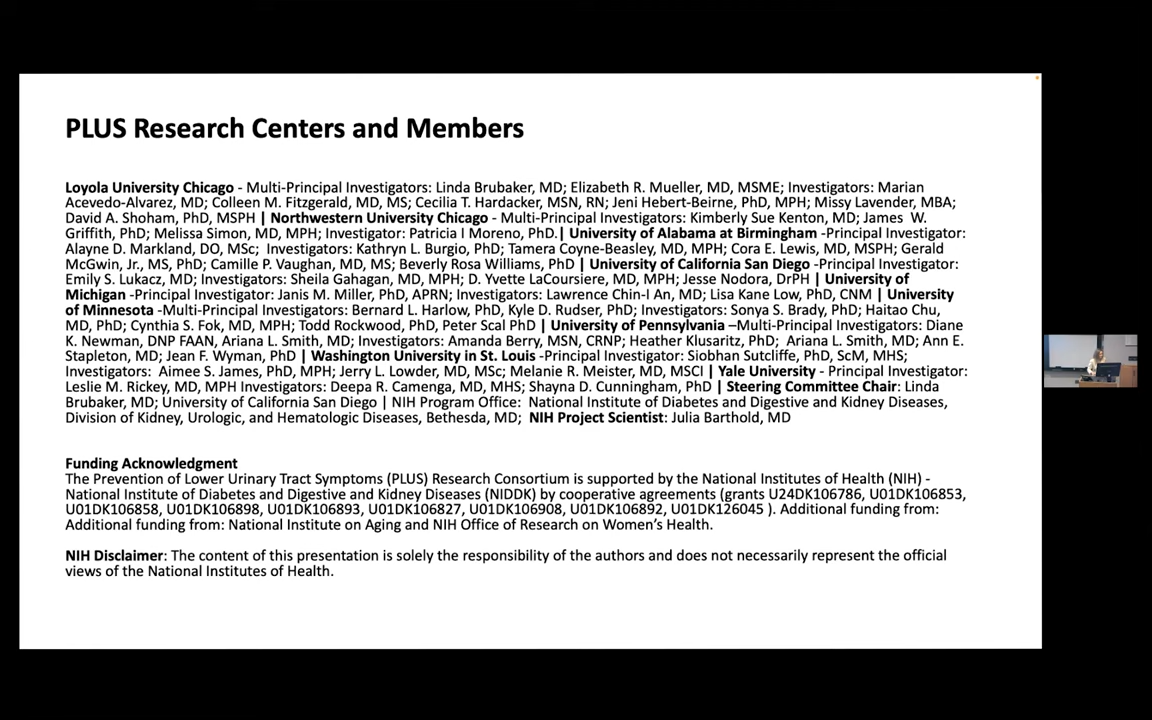 PLUS Research Centers and Members
Loyola University Chicago - Multi-Principal Investigators: Linda Brubaker, MD; Elizabeth R. Mueller, MD, MSME; Investigators: Marian
Acevedo-Alvarez, MD; Colleen M. Fitzgerald, MD, MS; Cecilia T. Hardacker, MSN, RN; Jeni Hebert-Beirne, PhD, MPH; Missy Lavender, MBA;
David A. Shoham, PhD, MSPH | Northwestern University Chicago - Multi-Principal Investigators: Kimberly Sue Kenton, MD; James W.
Griffith, PhD; Melissa Simon, MD, MPH; Investigator: Patricia I Moreno, PhD.| University of Alabama at Birmingham -Principal Investigator:
Alayne D. Markland, DO, MSc; Investigators: Kathryn L. Burgio, PhD; Tamera Coyne-Beasley, MD, MPH; Cora E. Lewis, MD, MSPH; Gerald
McGwin, Jr., MS, PhD; Camille P. Vaughan, MD, MS; Beverly Rosa Williams, PhD | University of California San Diego -Principal Investigator:
Emily S. Lukacz, MD; Investigators: Sheila Gahagan, MD, MPH; D. Yvette LaCoursiere, MD, MPH; Jesse Nodora, DrPH | University of
Michigan -Principal Investigator: Janis M. Miller, PhD, APRN; Investigators: Lawrence Chin-I An, MD; Lisa Kane Low, PhD, CNM | University
of Minnesota -Multi-Principal Investigators: Bernard L. Harlow, PhD, Kyle D. Rudser, PhD; Investigators: Sonya S. Brady, PhD; Haitao Chu,
MD, PhD; Cynthia S. Fok, MD, MPH; Todd Rockwood, PhD, Peter Scal PhD | University of Pennsylvania –Multi-Principal Investigators: Diane
K. Newman, DNP FAAN, Ariana L. Smith, MD; Investigators: Amanda Berry, MSN, CRNP; Heather Klusaritz, PhD; Ariana L. Smith, MD; Ann E.
Stapleton, MD; Jean F. Wyman, PhD | Washington University in St. Louis -Principal Investigator: Siobhan Sutcliffe, PhD, ScM, MHS;
Investigators: Aimee S. James, PhD, MPH; Jerry L. Lowder, MD, MSc; Melanie R. Meister, MD, MSCI | Yale University - Principal Investigator:
Leslie M. Rickey, MD, MPH Investigators: Deepa R. Camenga, MD, MHS; Shayna D. Cunningham, PhD | Steering Committee Chair: Linda
Brubaker, MD; University of California San Diego | NIH Program Office: National Institute of Diabetes and Digestive and Kidney Diseases,
Division of Kidney, Urologic, and Hematologic Diseases, Bethesda, MD; NIH Project Scientist: Julia Barthold, MD
Funding Acknowledgment
The Prevention of Lower Urinary Tract Symptoms (PLUS) Research Consortium is supported by the National Institutes of Health (NIH) -
National Institute of Diabetes and Digestive and Kidney Diseases (NIDDK) by cooperative agreements (grants U24DK106786, U01DK106853,
U01DK106858, U01DK106898, U01DK106893, U01DK106827, U01DK106908, U01DK106892, U01DK126045 ). Additional funding from:
Additional funding from: National Institute on Aging and NIH Office of Research on Women's Health.
NIH Disclaimer: The content of this presentation is solely the responsibility of the authors and does not necessarily represent the official
views of the National Institutes of Health.